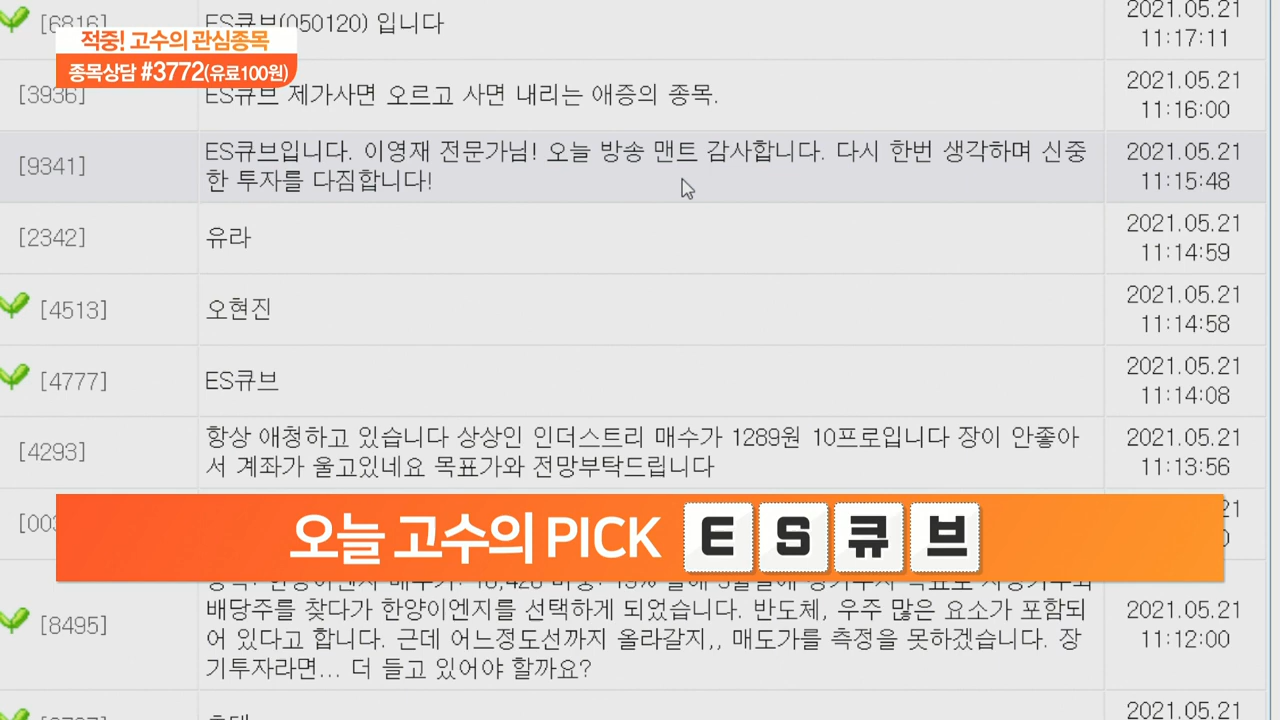 [6816] ES큐브(050120) 입니다 2021.05.21
11:17:11
적중! 고수의 관심종목
종목상담 #3772(유료100원)
[3936] ES큐브 제가사면 오르고 사면 내리는 애증의 종목. 2021.05.21
11:16:00
[9341] ES큐브입니다. 이영재 전문가님! 오늘 방송 맨트 감사합니다. 다시 한번 생각하며 신중 2021.05.21
한 투자를 다짐합니다! 11:15:48
[2342] 유라 2021.05.21
11:14:59
[4513] 오현진 2021.05.21
11:14:58
[4777] ES큐브 2021.05.21
11:14:08
[4293] 항상 애청하고 있습니다 상상인 인더스트리 매수가 1289원 10프로입니다 장이 안좋아 2021.05.21
서 계좌가 울고있네요 목표가와 전망부탁드립니다 11:13:56
오늘 고수의 PICK ES큐브
배당주를 찾다가 한양이엔지를 선택하게 되었습니다. 반도체, 우주 많은 요소가 포함되 2021.05.21
[8495] 어 있다고 합니다. 근데 어느정도선까지 올라갈지,, 매도가를 측정을 못하겠습니다. 장 11:12:00
기투자라면... 더 들고 있어야 할까요?
2021.05.21